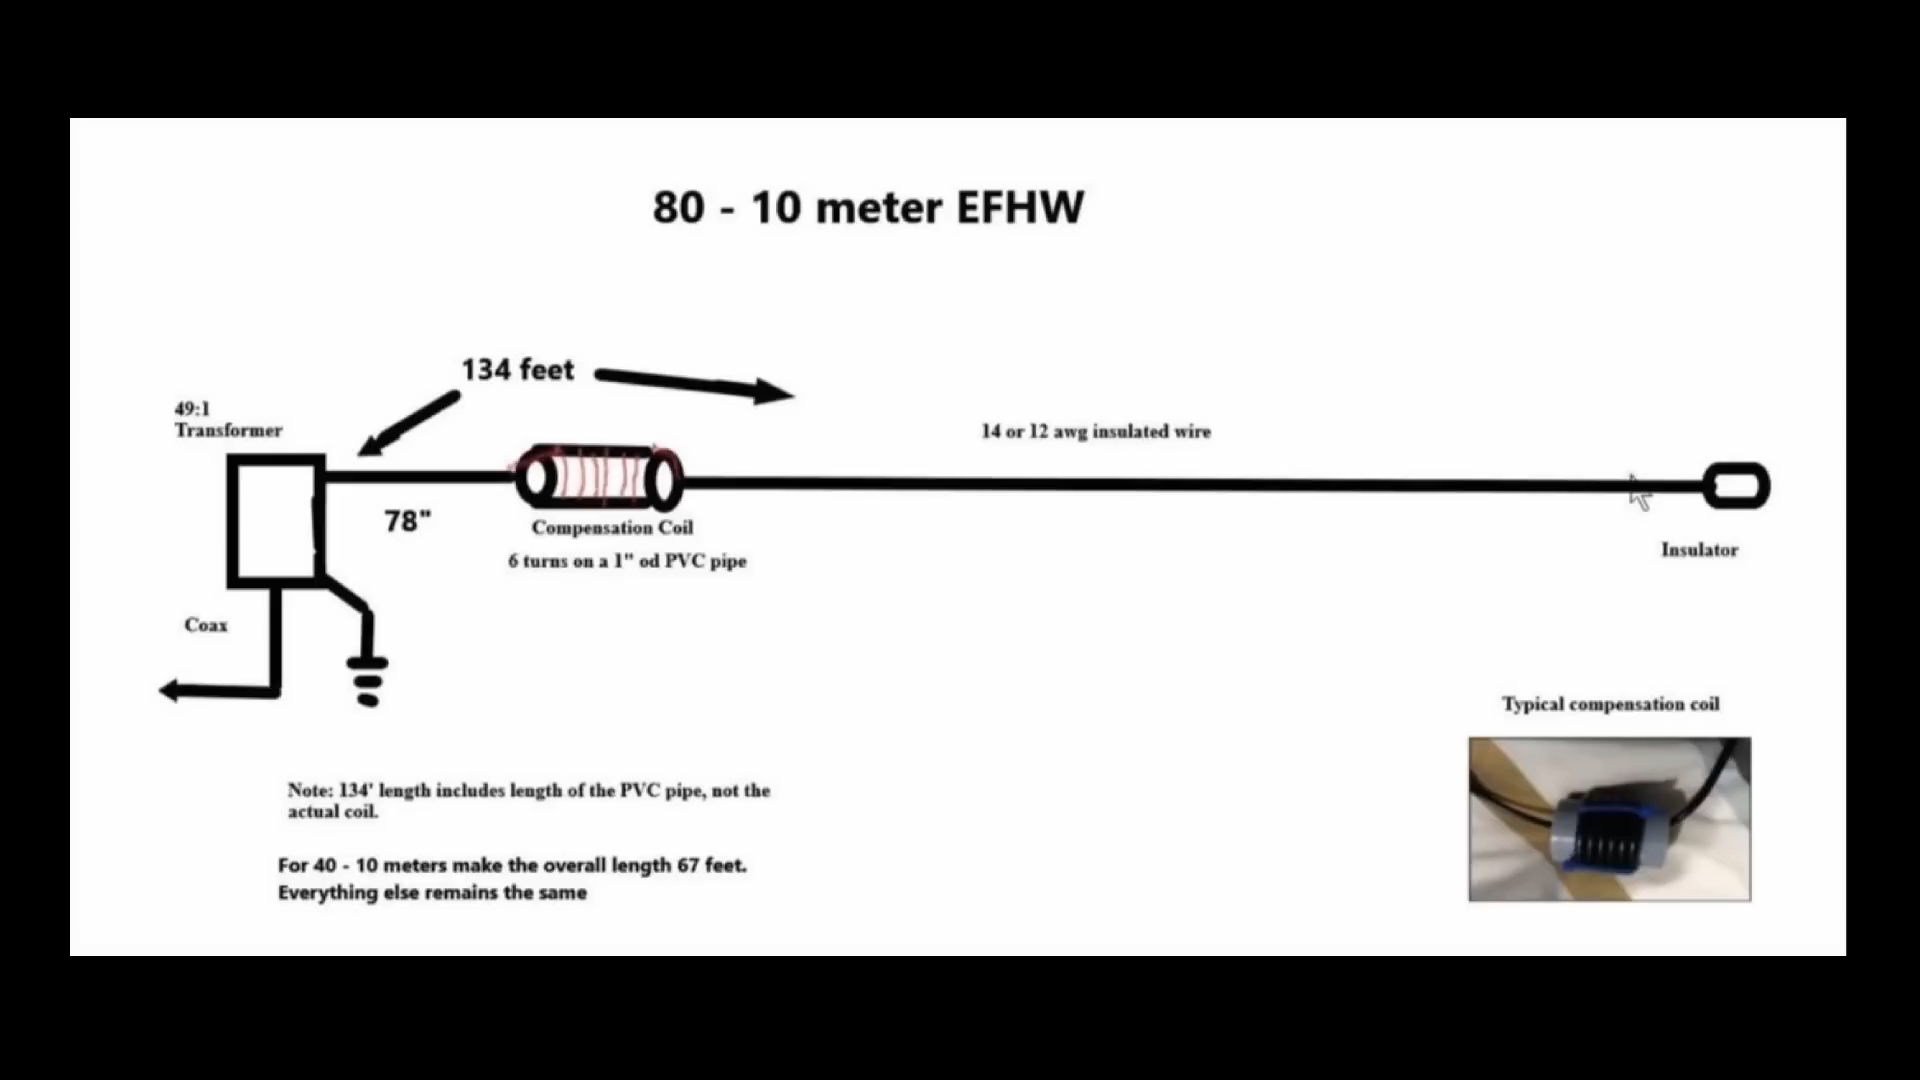 80 - 10 meter EFHW
134 feet
49:1
Transformer
14 or 12 awg insulated wire
78"
Compensation Coil
6 turns on a 1" od PVC pipe
Insulator
Coax
Typical compensation coil
Note: 134' length includes length of the PVC pipe, not the
actual coil.
For 40 - 10 meters make the overall length 67 feet.
Everything else remains the same